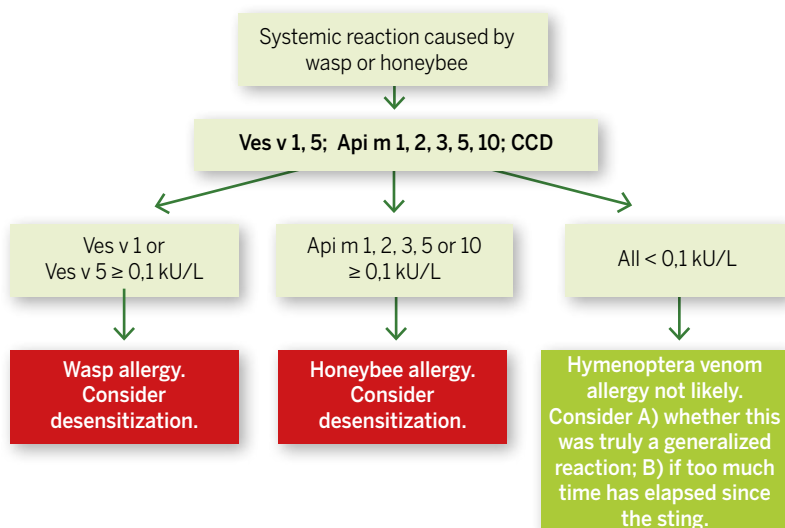 Systemic reaction caused by
wasp or honeybee
Ves v 1, 5; Api m 1, 2, 3, 5, 10; CCD
Ves v 1 or
Ves v 5 ≥ 0,1 kU/L
Api m 1, 2, 3, 5 or 10
≥ 0,1 kU/L
All < 0,1 kU/L
Wasp allergy.
Consider
desensitization.
Honeybee allergy.
Consider
desensitization.
Hymenoptera venom
allergy not likely.
Consider A) whether this
was truly a generalized
reaction; B) if too much
time has elapsed since
the sting.